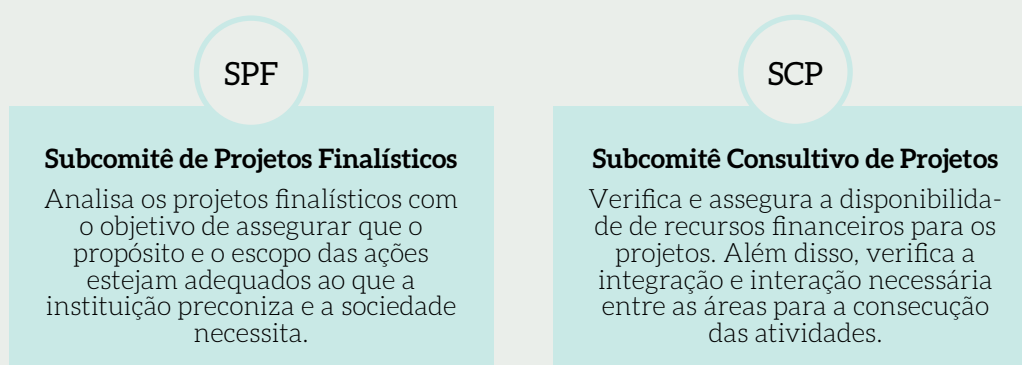 SPF
Subcomitê de Projetos Finalísticos
Analisa os projetos finalísticos com
o objetivo de assegurar que o
propósito e o escopo das ações
estejam adequados ao que a
instituição preconiza e a sociedade
necessita.
SCP
Subcomitê Consultivo de Projetos
Verifica e assegura a disponibilida-
de de recursos financeiros para os
projetos. Além disso, verifica a
integração e interação necessária
entre as áreas para a consecução
das atividades.